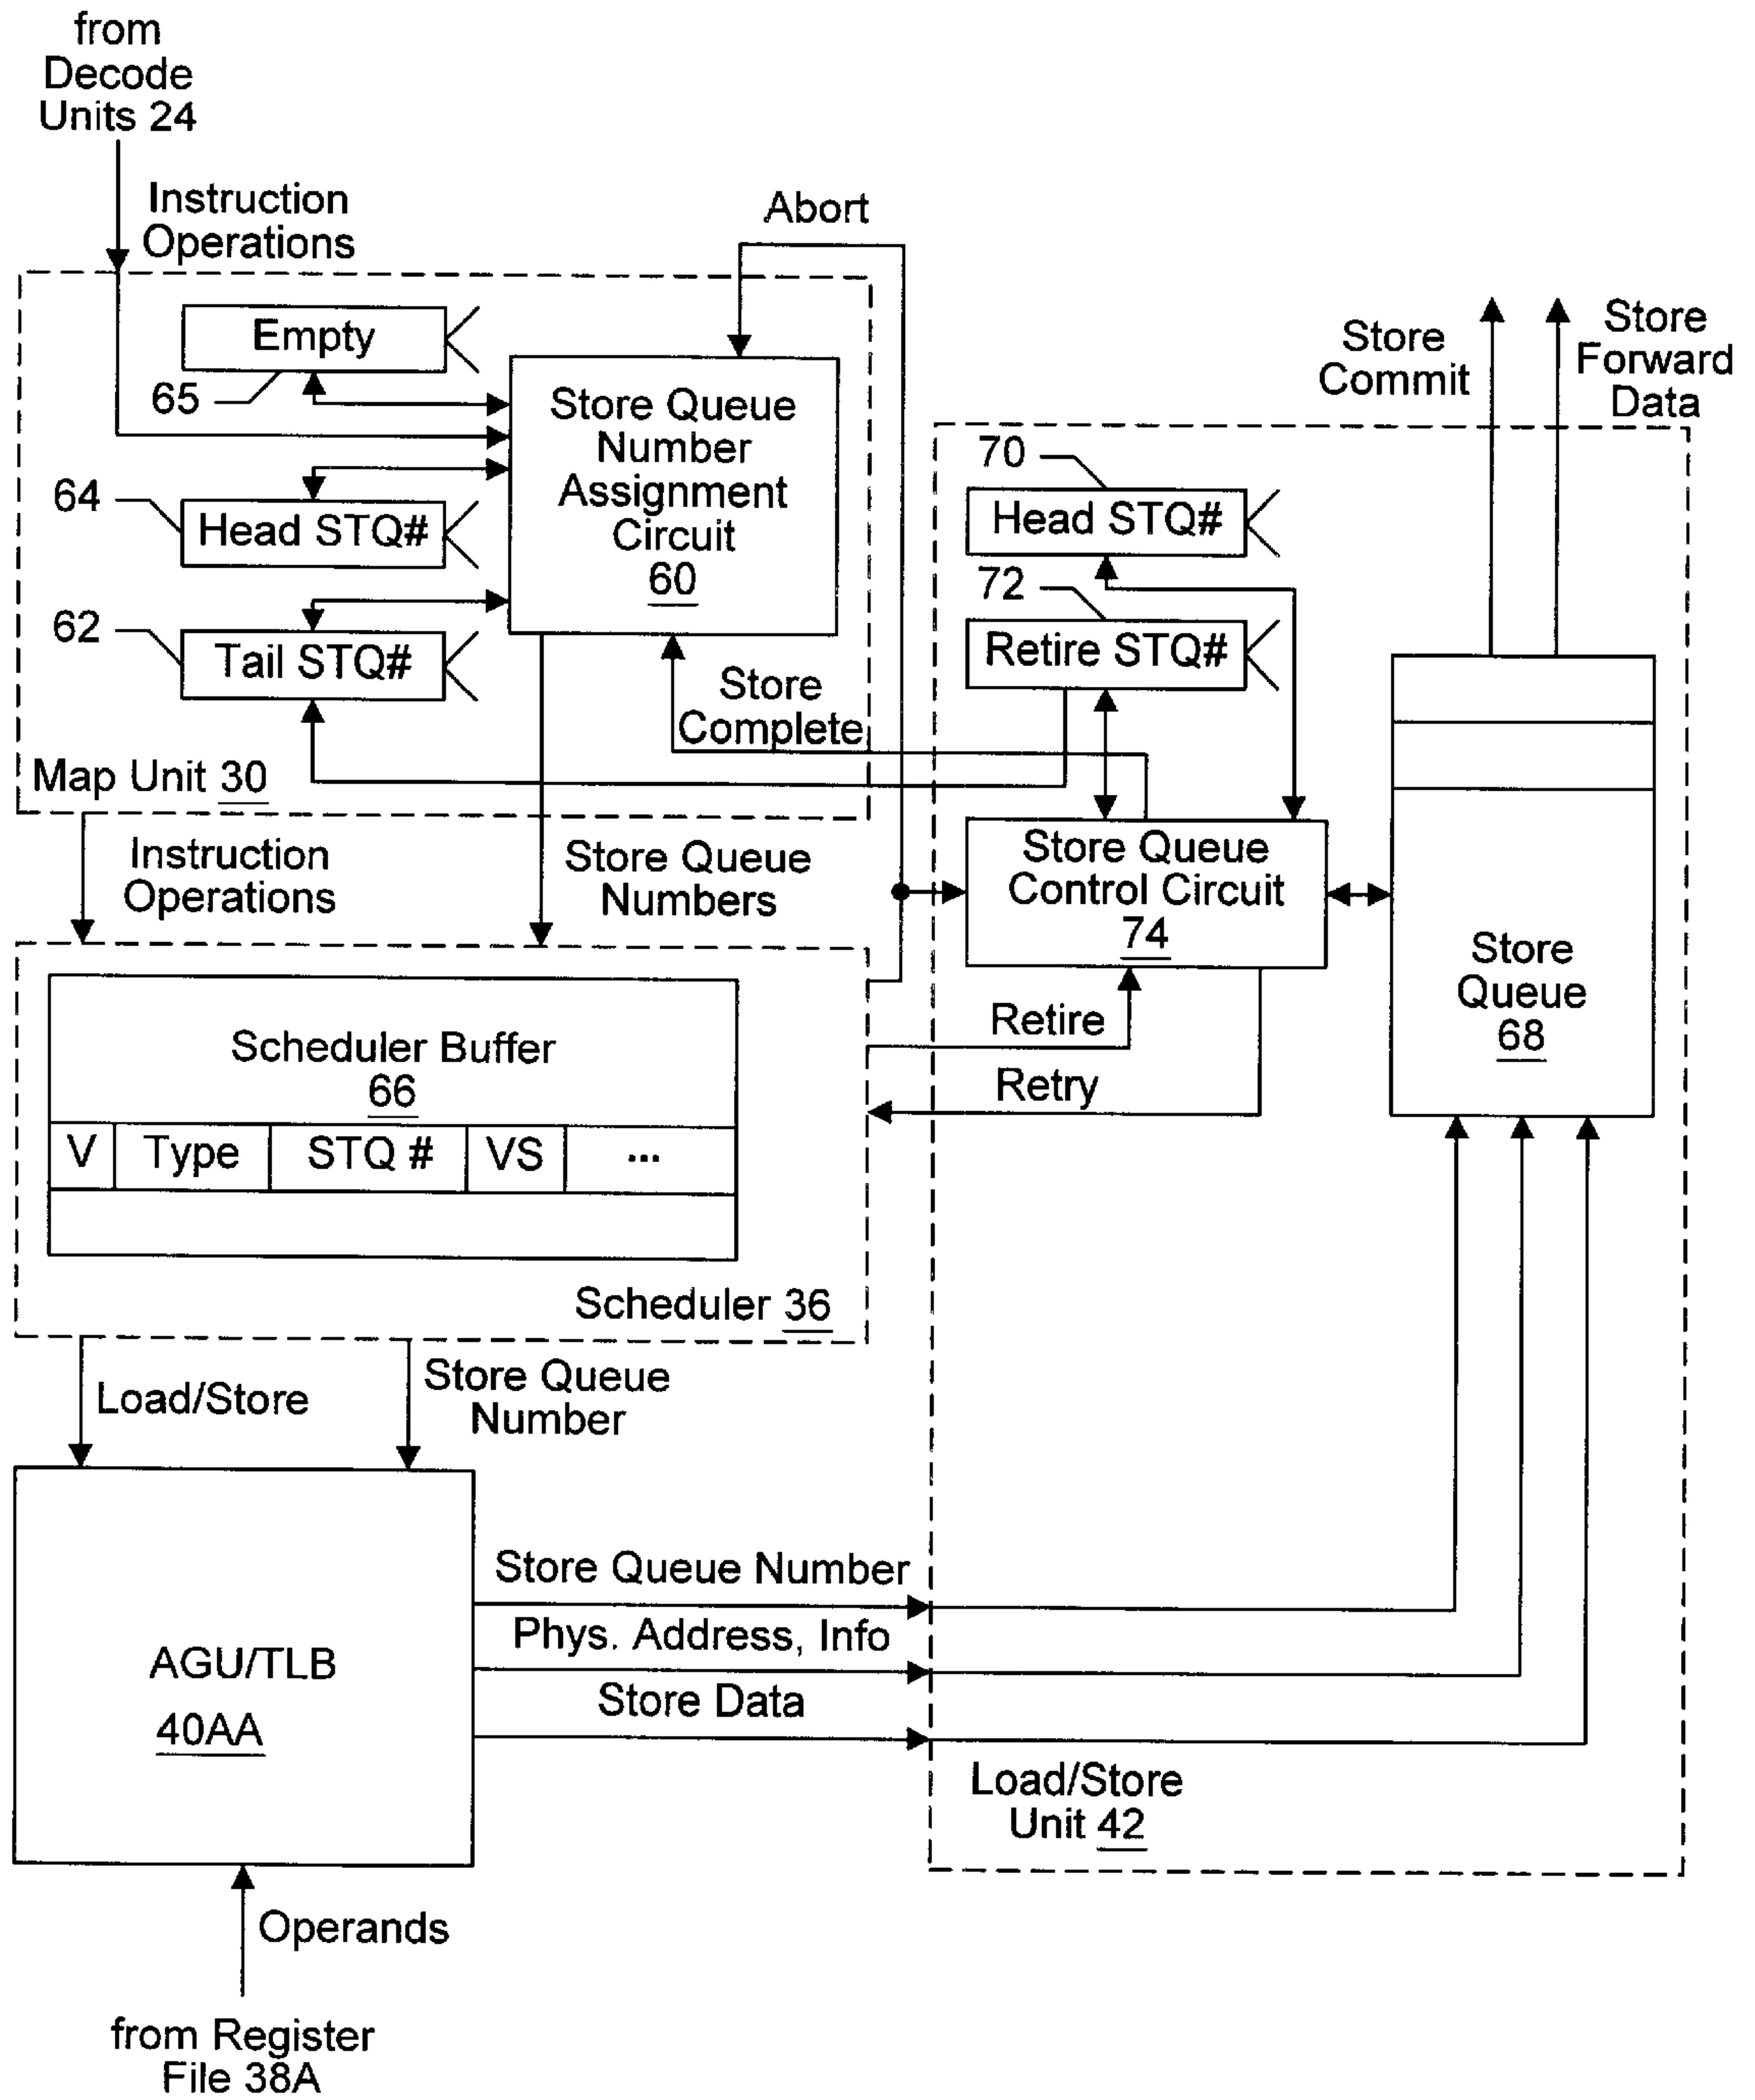 from
Decode
Units 24
Instruction
Operations
Abort
Empty
65
Store Queue
Number
Assignment
Circuit
60
64
Head STQ#
62
Tail STQ#
Store
Complete
Map Unit 30
70
Head STQ#
72
Retire STQ#
Store
Commit
Store
Forward
Data
Instruction
Operations
Store Queue
Numbers
Store Queue
Control Circuit
74
Store
Queue
68
Retire
Retry
Scheduler Buffer
66
V Type STQ # VS ...
Scheduler 36
Load/Store
Store Queue
Number
AGU/TLB
40AA
Store Queue Number
Phys. Address, Info
Store Data
Load/Store
Unit 42
Operands
from Register
File 38A